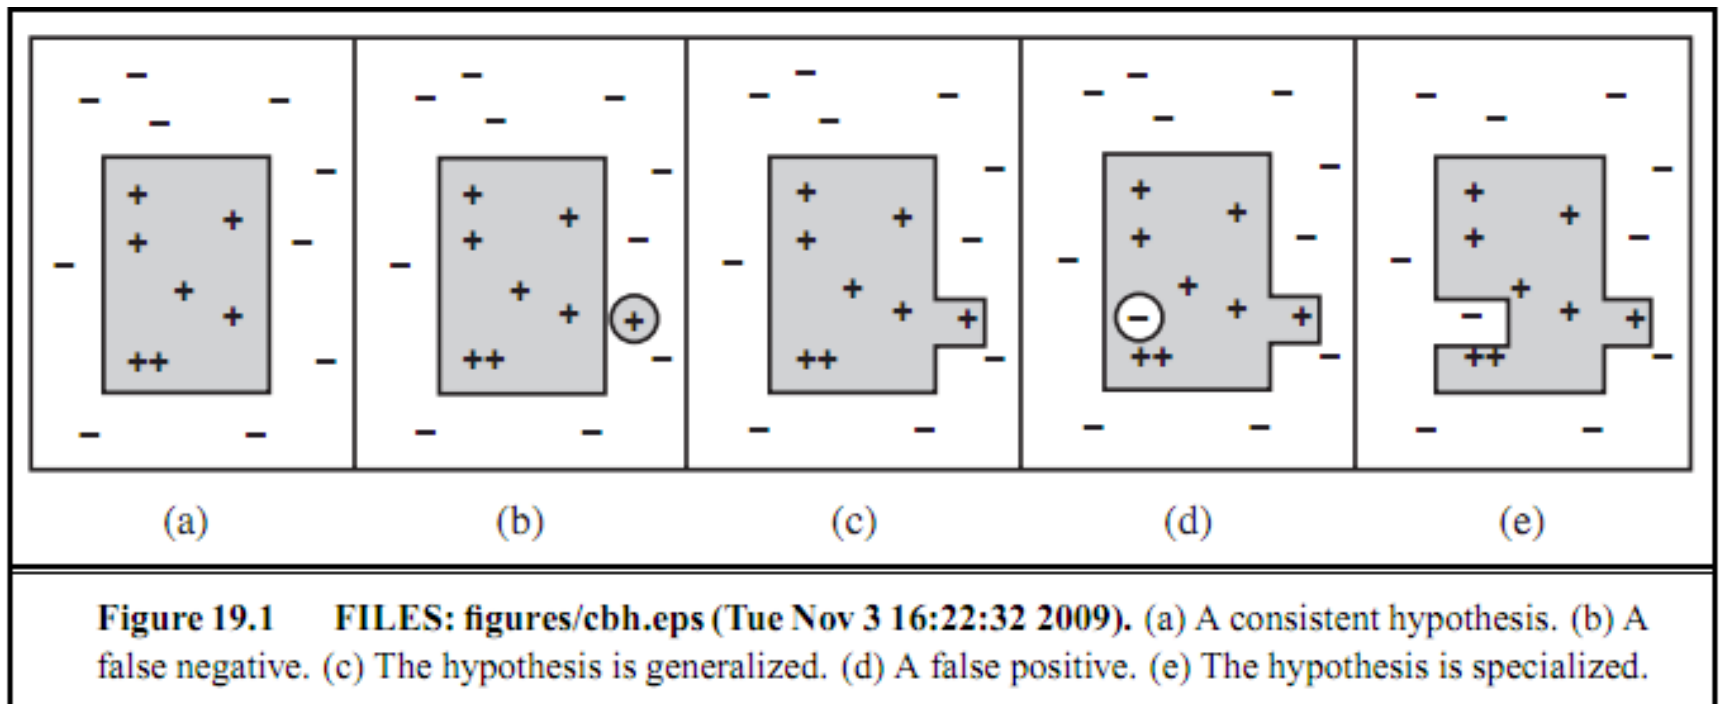 (a) (b) (c) (d) (e)
Figure 19.1 FILES: figures/cbh.eps (Tue Nov 3 16:22:32 2009). (a) A consistent hypothesis. (b) A
false negative. (c) The hypothesis is generalized. (d) A false positive. (e) The hypothesis is specialized.